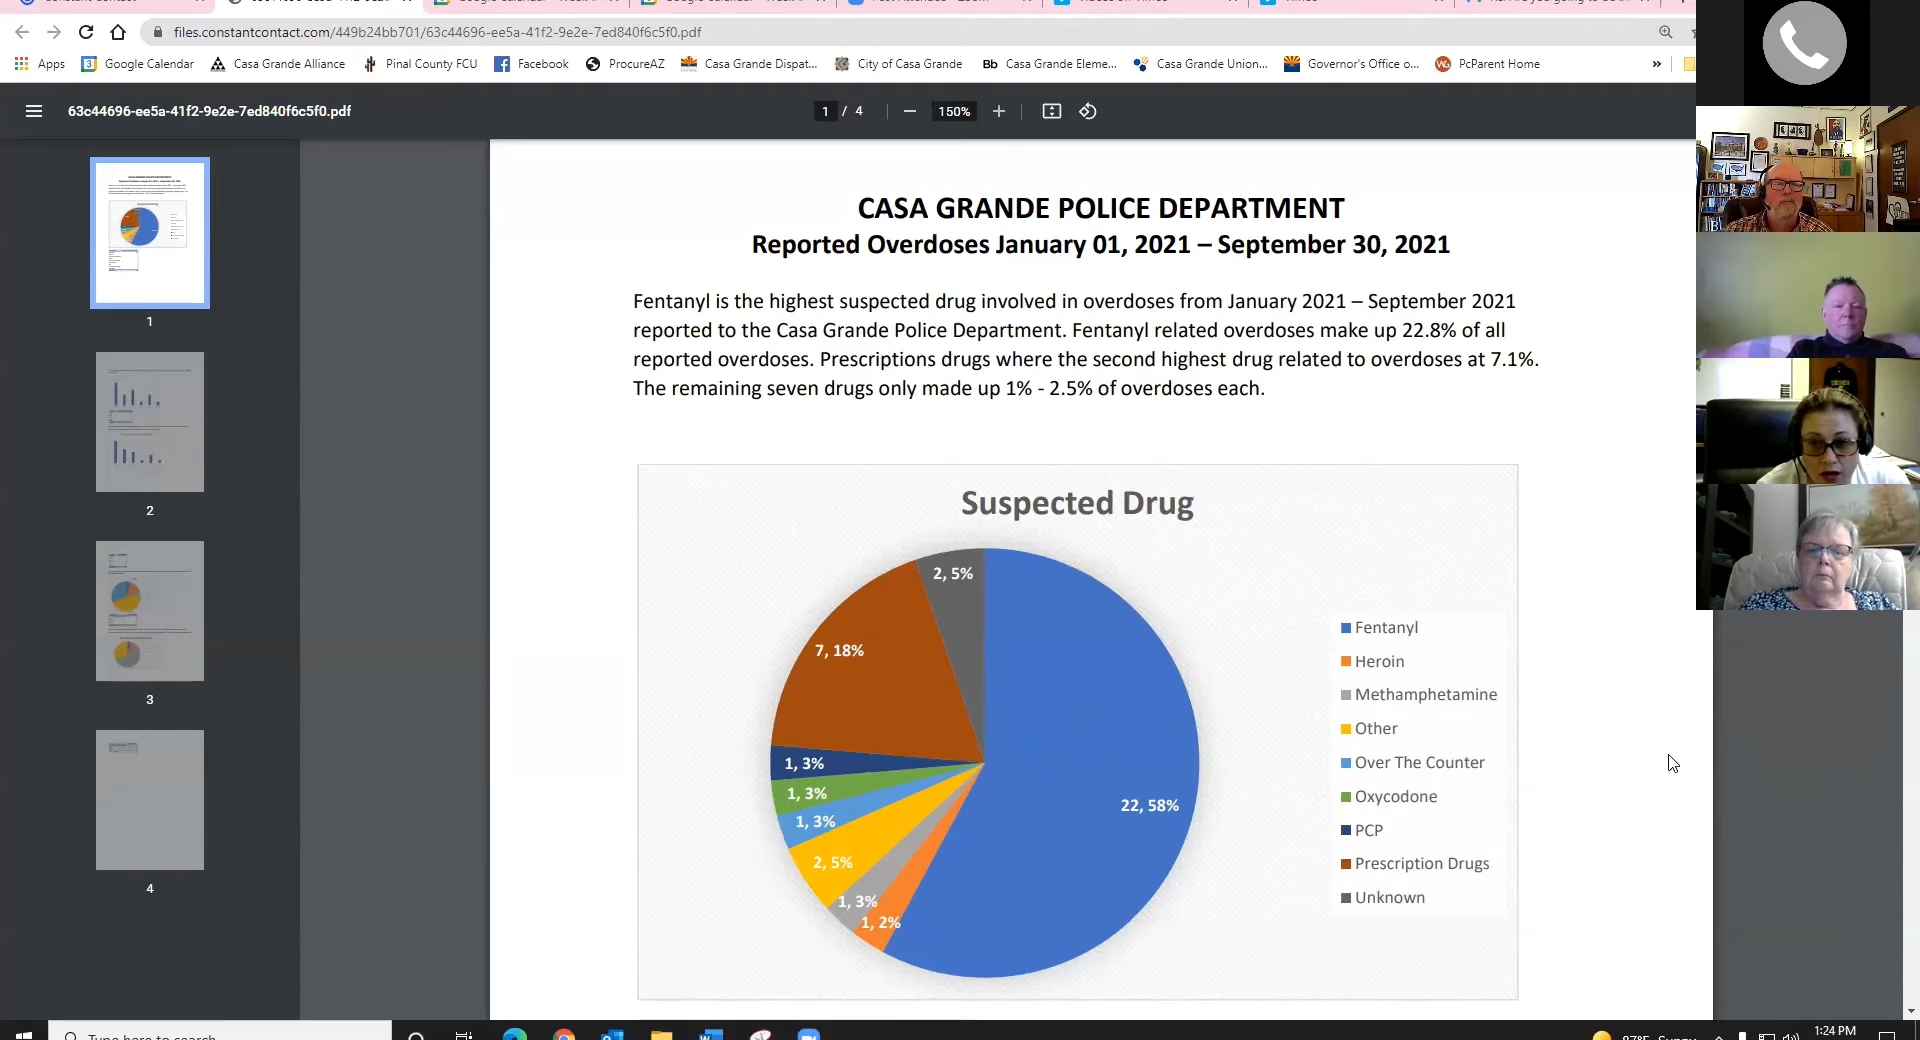 files.constantcontact.com/449b24bb701/63c44696-ee5a-41f2-9e2e-7ed840f6c5f0.pdf
Apps
Google Calendar
Casa Grande Alliance
Pinal County FCU
Facebook
ProcureAZ
Casa Grande Dispat...
City of Casa Grande
Bb Casa Grande Eleme...
Casa Grande Union...
Governor's Office o...
PcParent Home
»
63c44696-ee5a-41f2-9e2e-7ed840f6c5f0.pdf
1 / 4
150%
1
2
3
4
CASA GRANDE POLICE DEPARTMENT
Reported Overdoses January 01, 2021 – September 30, 2021
Fentanyl is the highest suspected drug involved in overdoses from January 2021 – September 2021
reported to the Casa Grande Police Department. Fentanyl related overdoses make up 22.8% of all
reported overdoses. Prescriptions drugs where the second highest drug related to overdoses at 7.1%.
The remaining seven drugs only made up 1% - 2.5% of overdoses each.
Suspected Drug
2, 5%
7, 18%
1, 3%
1, 3%
1, 3%
2, 5%
1, 3%
1, 2%
22, 58%
Fentanyl
Heroin
Methamphetamine
Other
Over The Counter
Oxycodone
PCP
Prescription Drugs
Unknown
Type here to search
87°F Sunny
1:24 PM